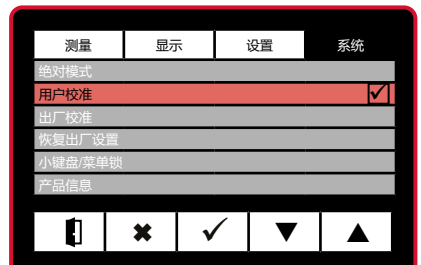 测量 显示 设置 系统
绝对模式
用户校准
出厂校准
恢复出厂设置
小键盘/菜单锁
产品信息